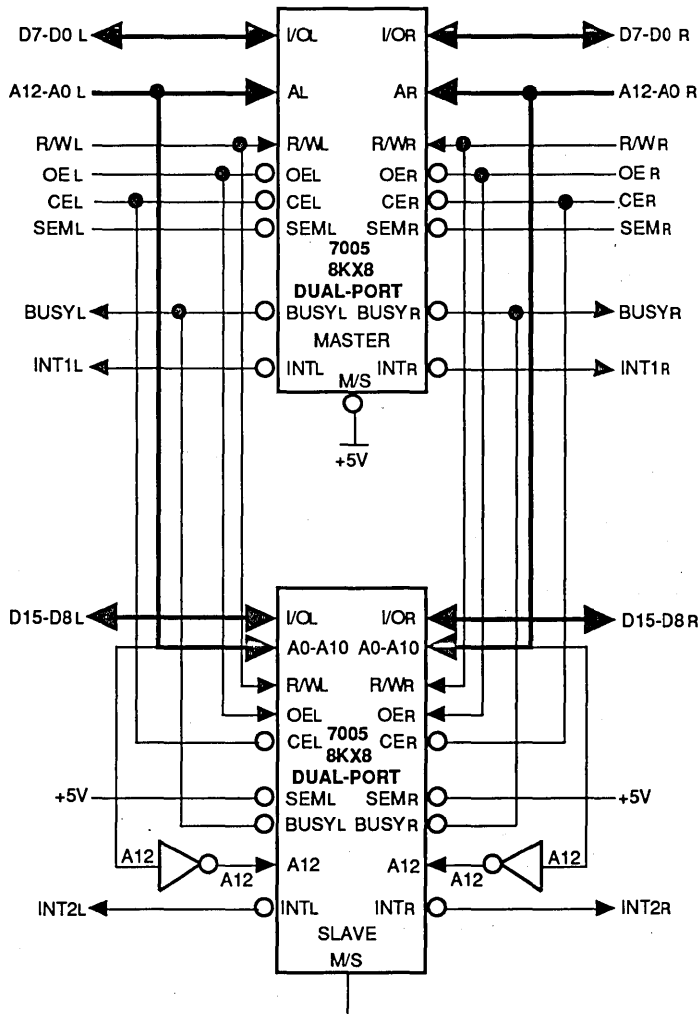 D7-D0 L I/OL I/OR D7-D0 R
A12-A0 L AL AR A12-A0 R
R/WL R/WL R/WR R/WR
OEL OEL OER OER
CEL CEL CER CER
SEML SEML SEMR SEMR
7005
8KX8
DUAL-PORT
BUSYL BUSYL BUSYR BUSYR
MASTER
INT1L INTL INTR INT1R
M/S
+5V
D15-D8L I/OL I/OR D15-D8R
A0-A10 A0-A10
R/WL R/WR
OEL OER
7005
CEL 8KX8 CER
DUAL-PORT
+5V SEML SEMR +5V
BUSYL BUSYR
A12 A12 A12 A12 A12 A12
INT2L INTL INTR INT2R
SLAVE
M/S